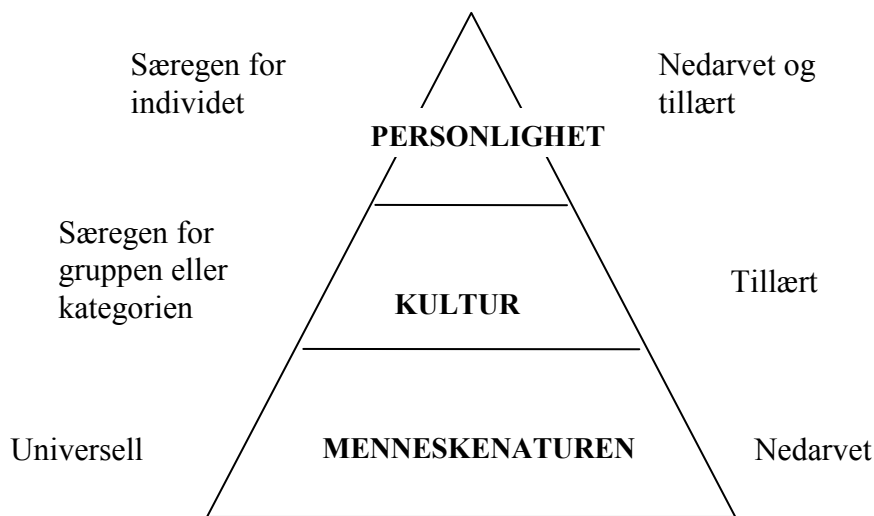 Særegen for
individet
Nedarvet og
tillært
PERSONLIGHET
Særegen for
gruppen eller
kategorien
Tillært
KULTUR
Universell
MENNESKENATUREN
Nedarvet